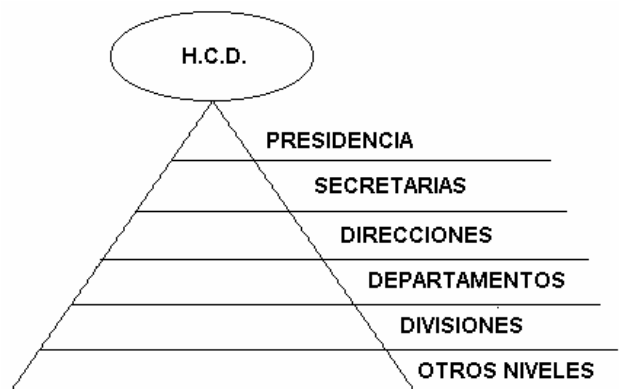 H.C.D.
PRESIDENCIA
SECRETARIAS
DIRECCIONES
DEPARTAMENTOS
DIVISIONES
OTROS NIVELES